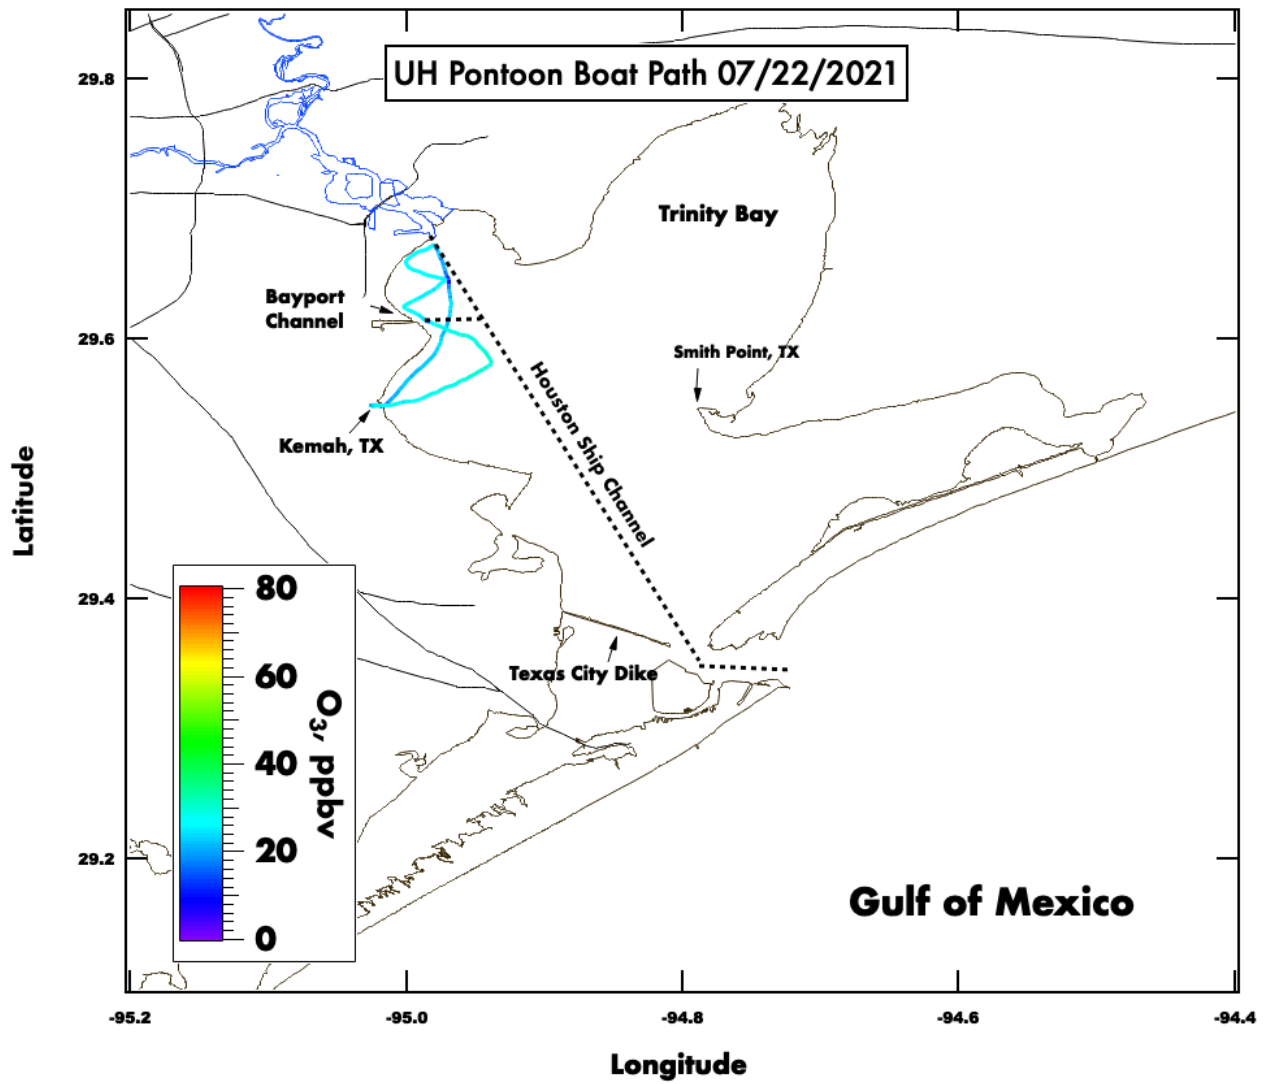 UH Pontoon Boat Path 07/22/2021
29.8
Trinity Bay
Bayport
Channel
29.6
Smith Point, TX
Houston Ship Channel
Kemah, TX
Latitude
29.4
Texas City Dike
80
60
40
20
0
O3, ppbv
29.2
Gulf of Mexico
-95.2
-95.0
-94.8
-94.6
-94.4
Longitude